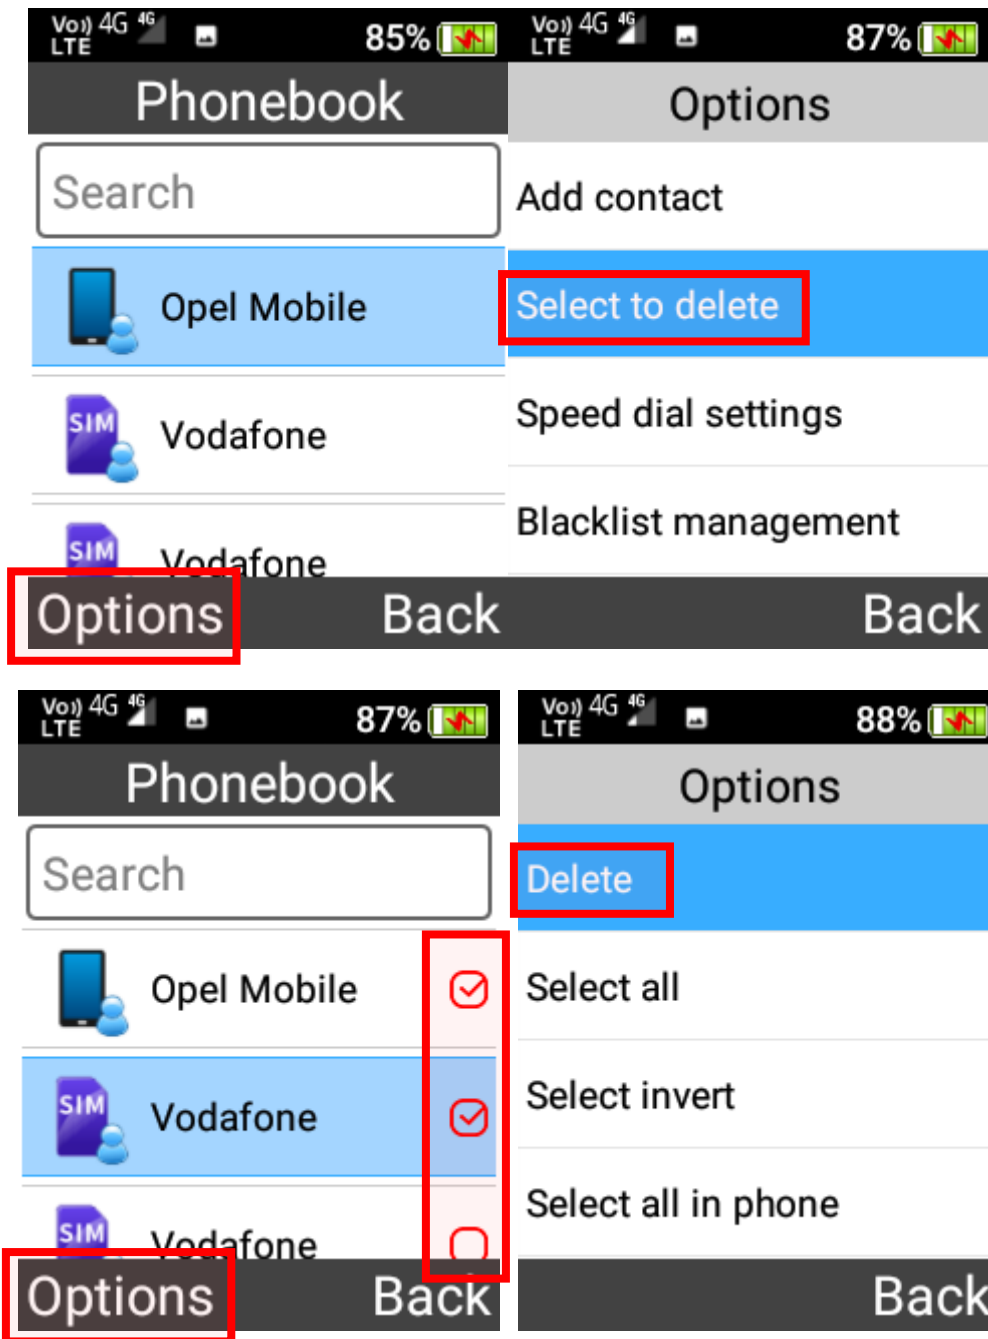 Vo)) 4G 4G
LTE
85%
Phonebook
Search
Opel Mobile
SIM
Vodafone
SIM
Vodafone
Options Back
Vo)) 4G 4G
LTE
87%
Options
Add contact
Select to delete
Speed dial settings
Blacklist management
Back
Vo)) 4G 4G
LTE
87%
Phonebook
Search
Opel Mobile
SIM
Vodafone
SIM
Vodafone
Options Back
Vo)) 4G 4G
LTE
88%
Options
Delete
Select all
Select invert
Select all in phone
Back